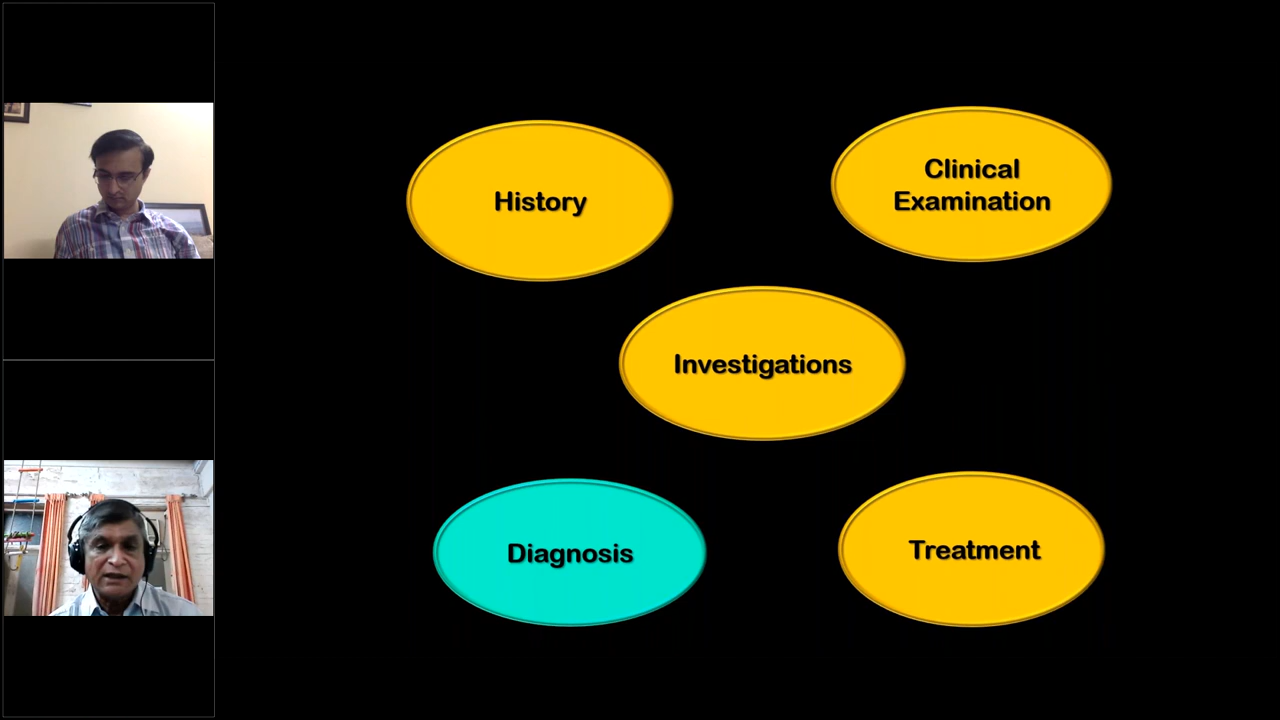 History
Clinical
Examination
Investigations
Diagnosis
Treatment